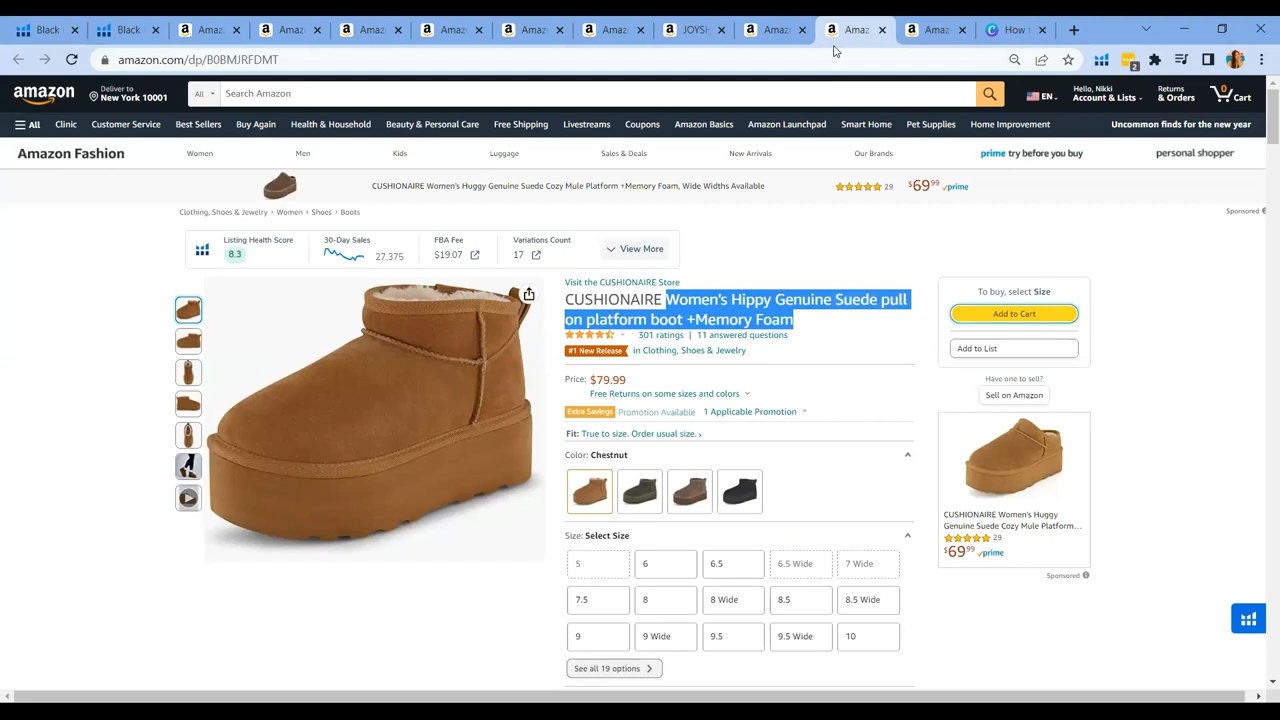 Black
Black
Amaz
Amaz
Amaz
Amaz
Amaz
Amaz
JOYSH
Amaz
Amaz
Amaz
How
amazon.com/dp/B0BMJRFDMT
2
amazon
Deliver to
New York 10001
All
Search Amazon
EN
Hello, Nikki
Account & Lists
Returns
& Orders
0
Cart
All
Clinic
Customer Service
Best Sellers
Buy Again
Health & Household
Beauty & Personal Care
Free Shipping
Livestreams
Coupons
Amazon Basics
Amazon Launchpad
Smart Home
Pet Supplies
Home Improvement
Uncommon finds for the new year
Amazon Fashion
Women
Men
Kids
Luggage
Sales & Deals
New Arrivals
Our Brands
prime try before you buy
personal shopper
CUSHIONAIRE Women's Huggy Genuine Suede Cozy Mule Platform +Memory Foam, Wide Widths Available
29
$69.99 prime
Clothing, Shoes & Jewelry › Women › Shoes › Boots
Sponsored
Listing Health Score
8.3
30-Day Sales
27,375
FBA Fee
$19.07
Variations Count
17
View More
Visit the CUSHIONAIRE Store
CUSHIONAIRE Women's Hippy Genuine Suede pull
on platform boot +Memory Foam
301 ratings | 11 answered questions
#1 New Release in Clothing, Shoes & Jewelry
Price: $79.99
Free Returns on some sizes and colors
Extra Savings Promotion Available 1 Applicable Promotion
Fit: True to size. Order usual size. ›
Color: Chestnut
Size: Select Size
5
6
6.5
6.5 Wide
7 Wide
7.5
8
8 Wide
8.5
8.5 Wide
9
9 Wide
9.5
9.5 Wide
10
See all 19 options
To buy, select Size
Add to Cart
Add to List
Have one to sell?
Sell on Amazon
CUSHIONAIRE Women's Huggy
Genuine Suede Cozy Mule Platform...
29
$69.99 prime
Sponsored